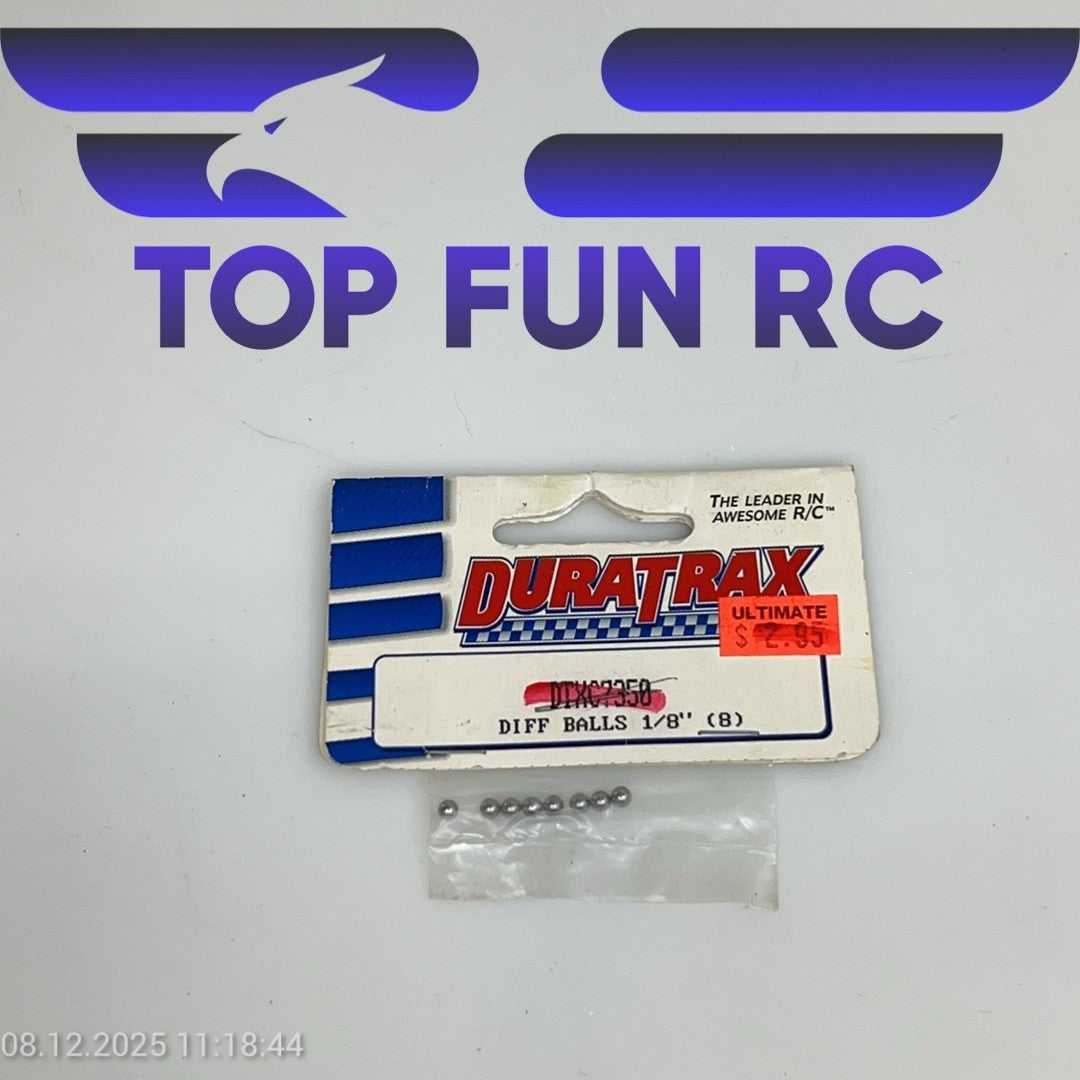 TOP FUN RC
THE LEADER IN
AWESOME R/C™
DURATRAX
ULTIMATE
$ 2.95
DTXC7350
DIFF BALLS 1/8" (8)
08.12.2025 11:18:44